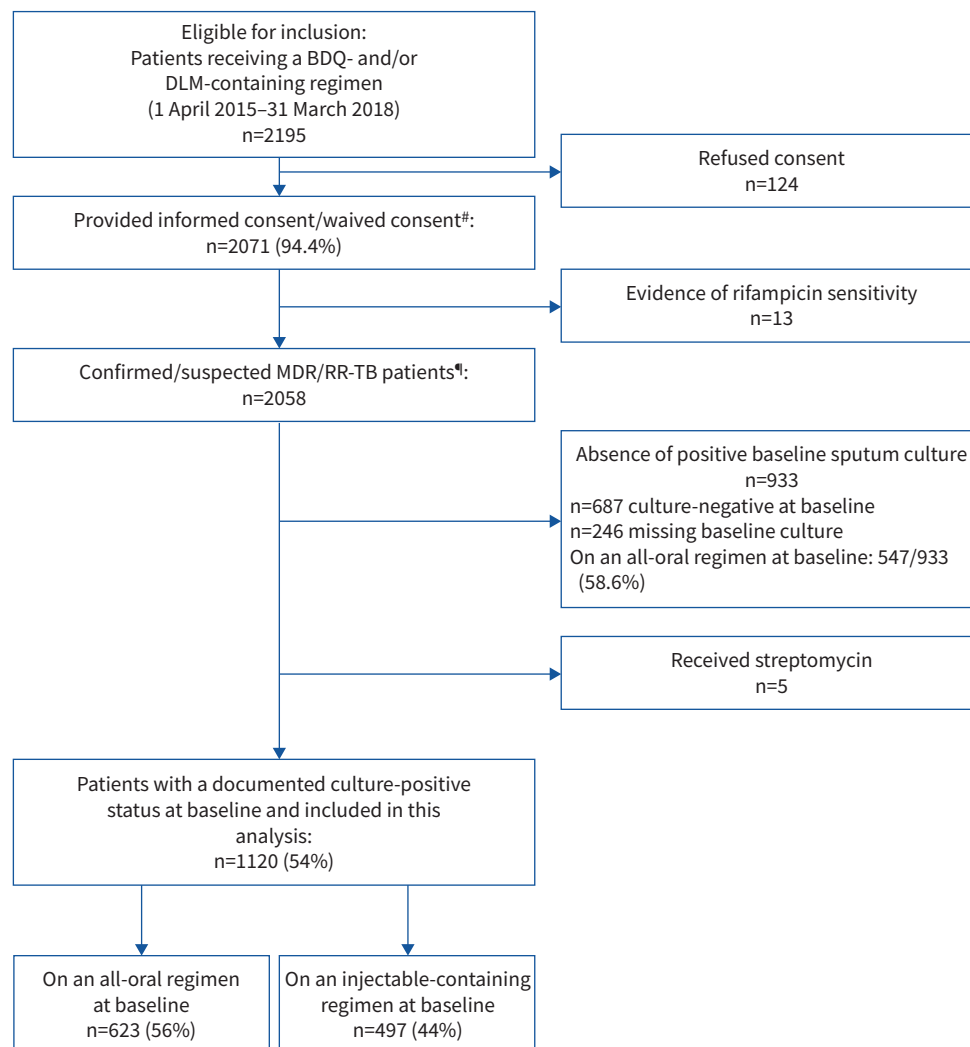 Eligible for inclusion:
Patients receiving a BDQ- and/or
DLM-containing regimen
(1 April 2015–31 March 2018)
n=2195
Refused consent
n=124
Provided informed consent/waived consent#:
n=2071 (94.4%)
Evidence of rifampicin sensitivity
n=13
Confirmed/suspected MDR/RR-TB patients¶:
n=2058
Absence of positive baseline sputum culture
n=933
n=687 culture-negative at baseline
n=246 missing baseline culture
On an all-oral regimen at baseline: 547/933
(58.6%)
Received streptomycin
n=5
Patients with a documented culture-positive
status at baseline and included in this
analysis:
n=1120 (54%)
On an all-oral regimen
at baseline
n=623 (56%)
On an injectable-containing
regimen at baseline
n=497 (44%)